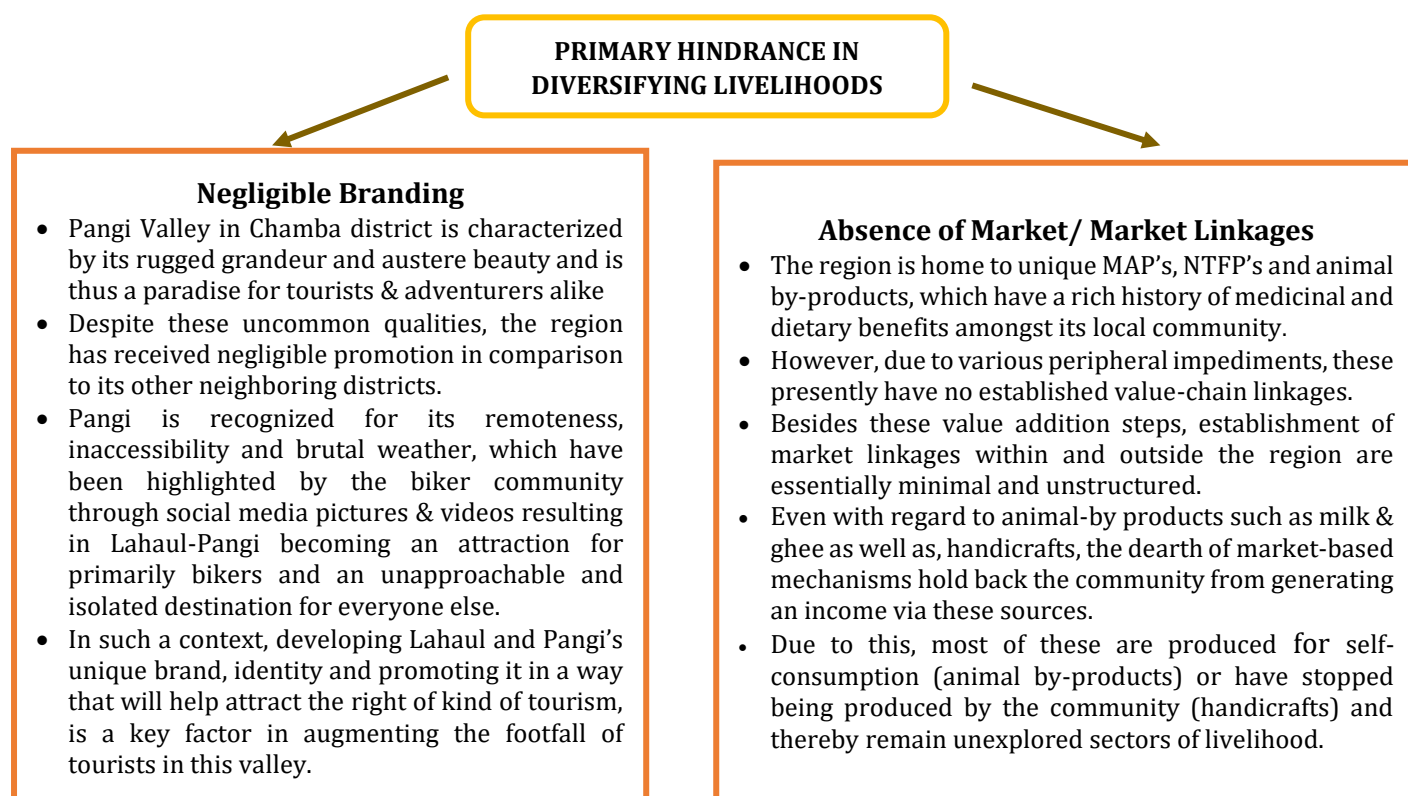 PRIMARY HINDRANCE IN
DIVERSIFYING LIVELIHOODS
Negligible Branding
• Pangi Valley in Chamba district is characterized
by its rugged grandeur and austere beauty and is
thus a paradise for tourists & adventurers alike
• Despite these uncommon qualities, the region
has received negligible promotion in comparison
to its other neighboring districts.
• Pangi is recognized for its remoteness,
inaccessibility and brutal weather, which have
been highlighted by the biker community
through social media pictures & videos resulting
in Lahaul-Pangi becoming an attraction for
primarily bikers and an unapproachable and
isolated destination for everyone else.
• In such a context, developing Lahaul and Pangi's
unique brand, identity and promoting it in a way
that will help attract the right of kind of tourism,
is a key factor in augmenting the footfall of
tourists in this valley.
Absence of Market/ Market Linkages
• The region is home to unique MAP's, NTFP's and animal
by-products, which have a rich history of medicinal and
dietary benefits amongst its local community.
• However, due to various peripheral impediments, these
presently have no established value-chain linkages.
• Besides these value addition steps, establishment of
market linkages within and outside the region are
essentially minimal and unstructured.
• Even with regard to animal-by products such as milk &
ghee as well as, handicrafts, the dearth of market-based
mechanisms hold back the community from generating
an income via these sources.
• Due to this, most of these are produced for self-
consumption (animal by-products) or have stopped
being produced by the community (handicrafts) and
thereby remain unexplored sectors of livelihood.